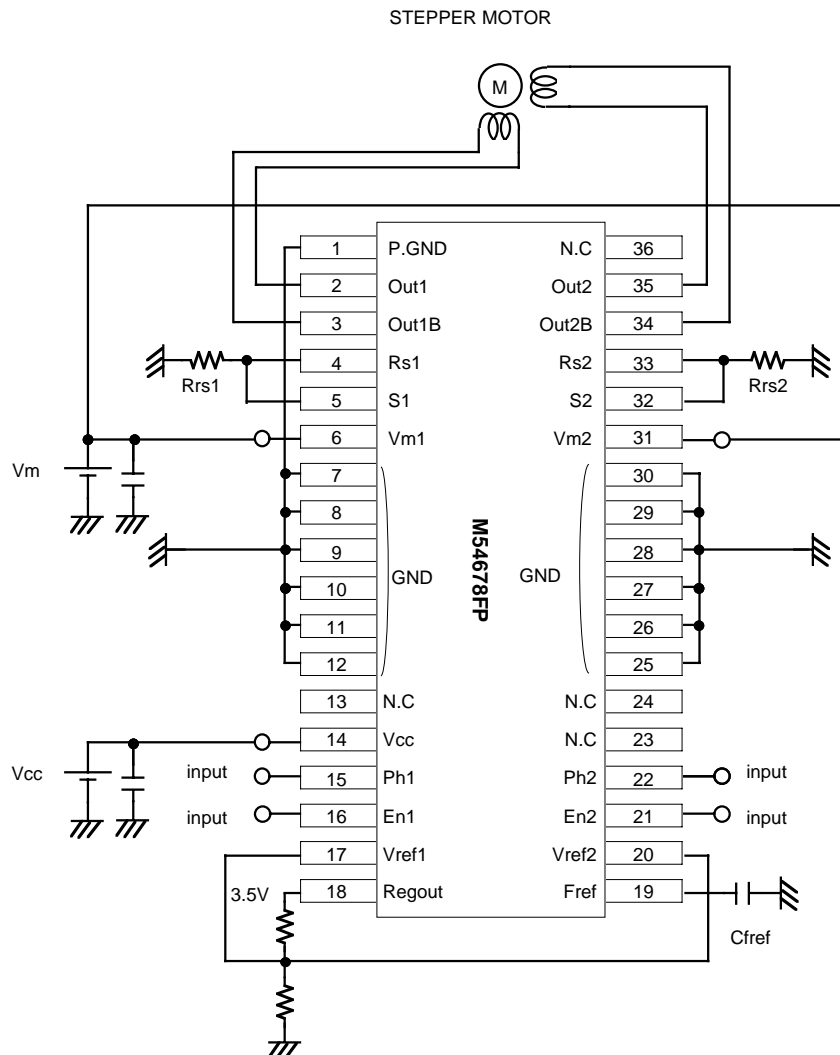 STEPPER MOTOR
M
1 P.GND N.C 36
2 Out1 Out2 35
3 Out1B Out2B 34
4 Rs1 Rs2 33
Rrs1 Rrs2
5 S1 S2 32
6 Vm1 Vm2 31
Vm
7 30
8 29
9 28
M54678FP
GND GND
10 27
11 26
12 25
13 N.C N.C 24
14 Vcc N.C 23
Vcc
input 15 Ph1 Ph2 22 input
input 16 En1 En2 21 input
17 Vref1 Vref2 20
3.5V 18 Regout Fref 19
Cfref